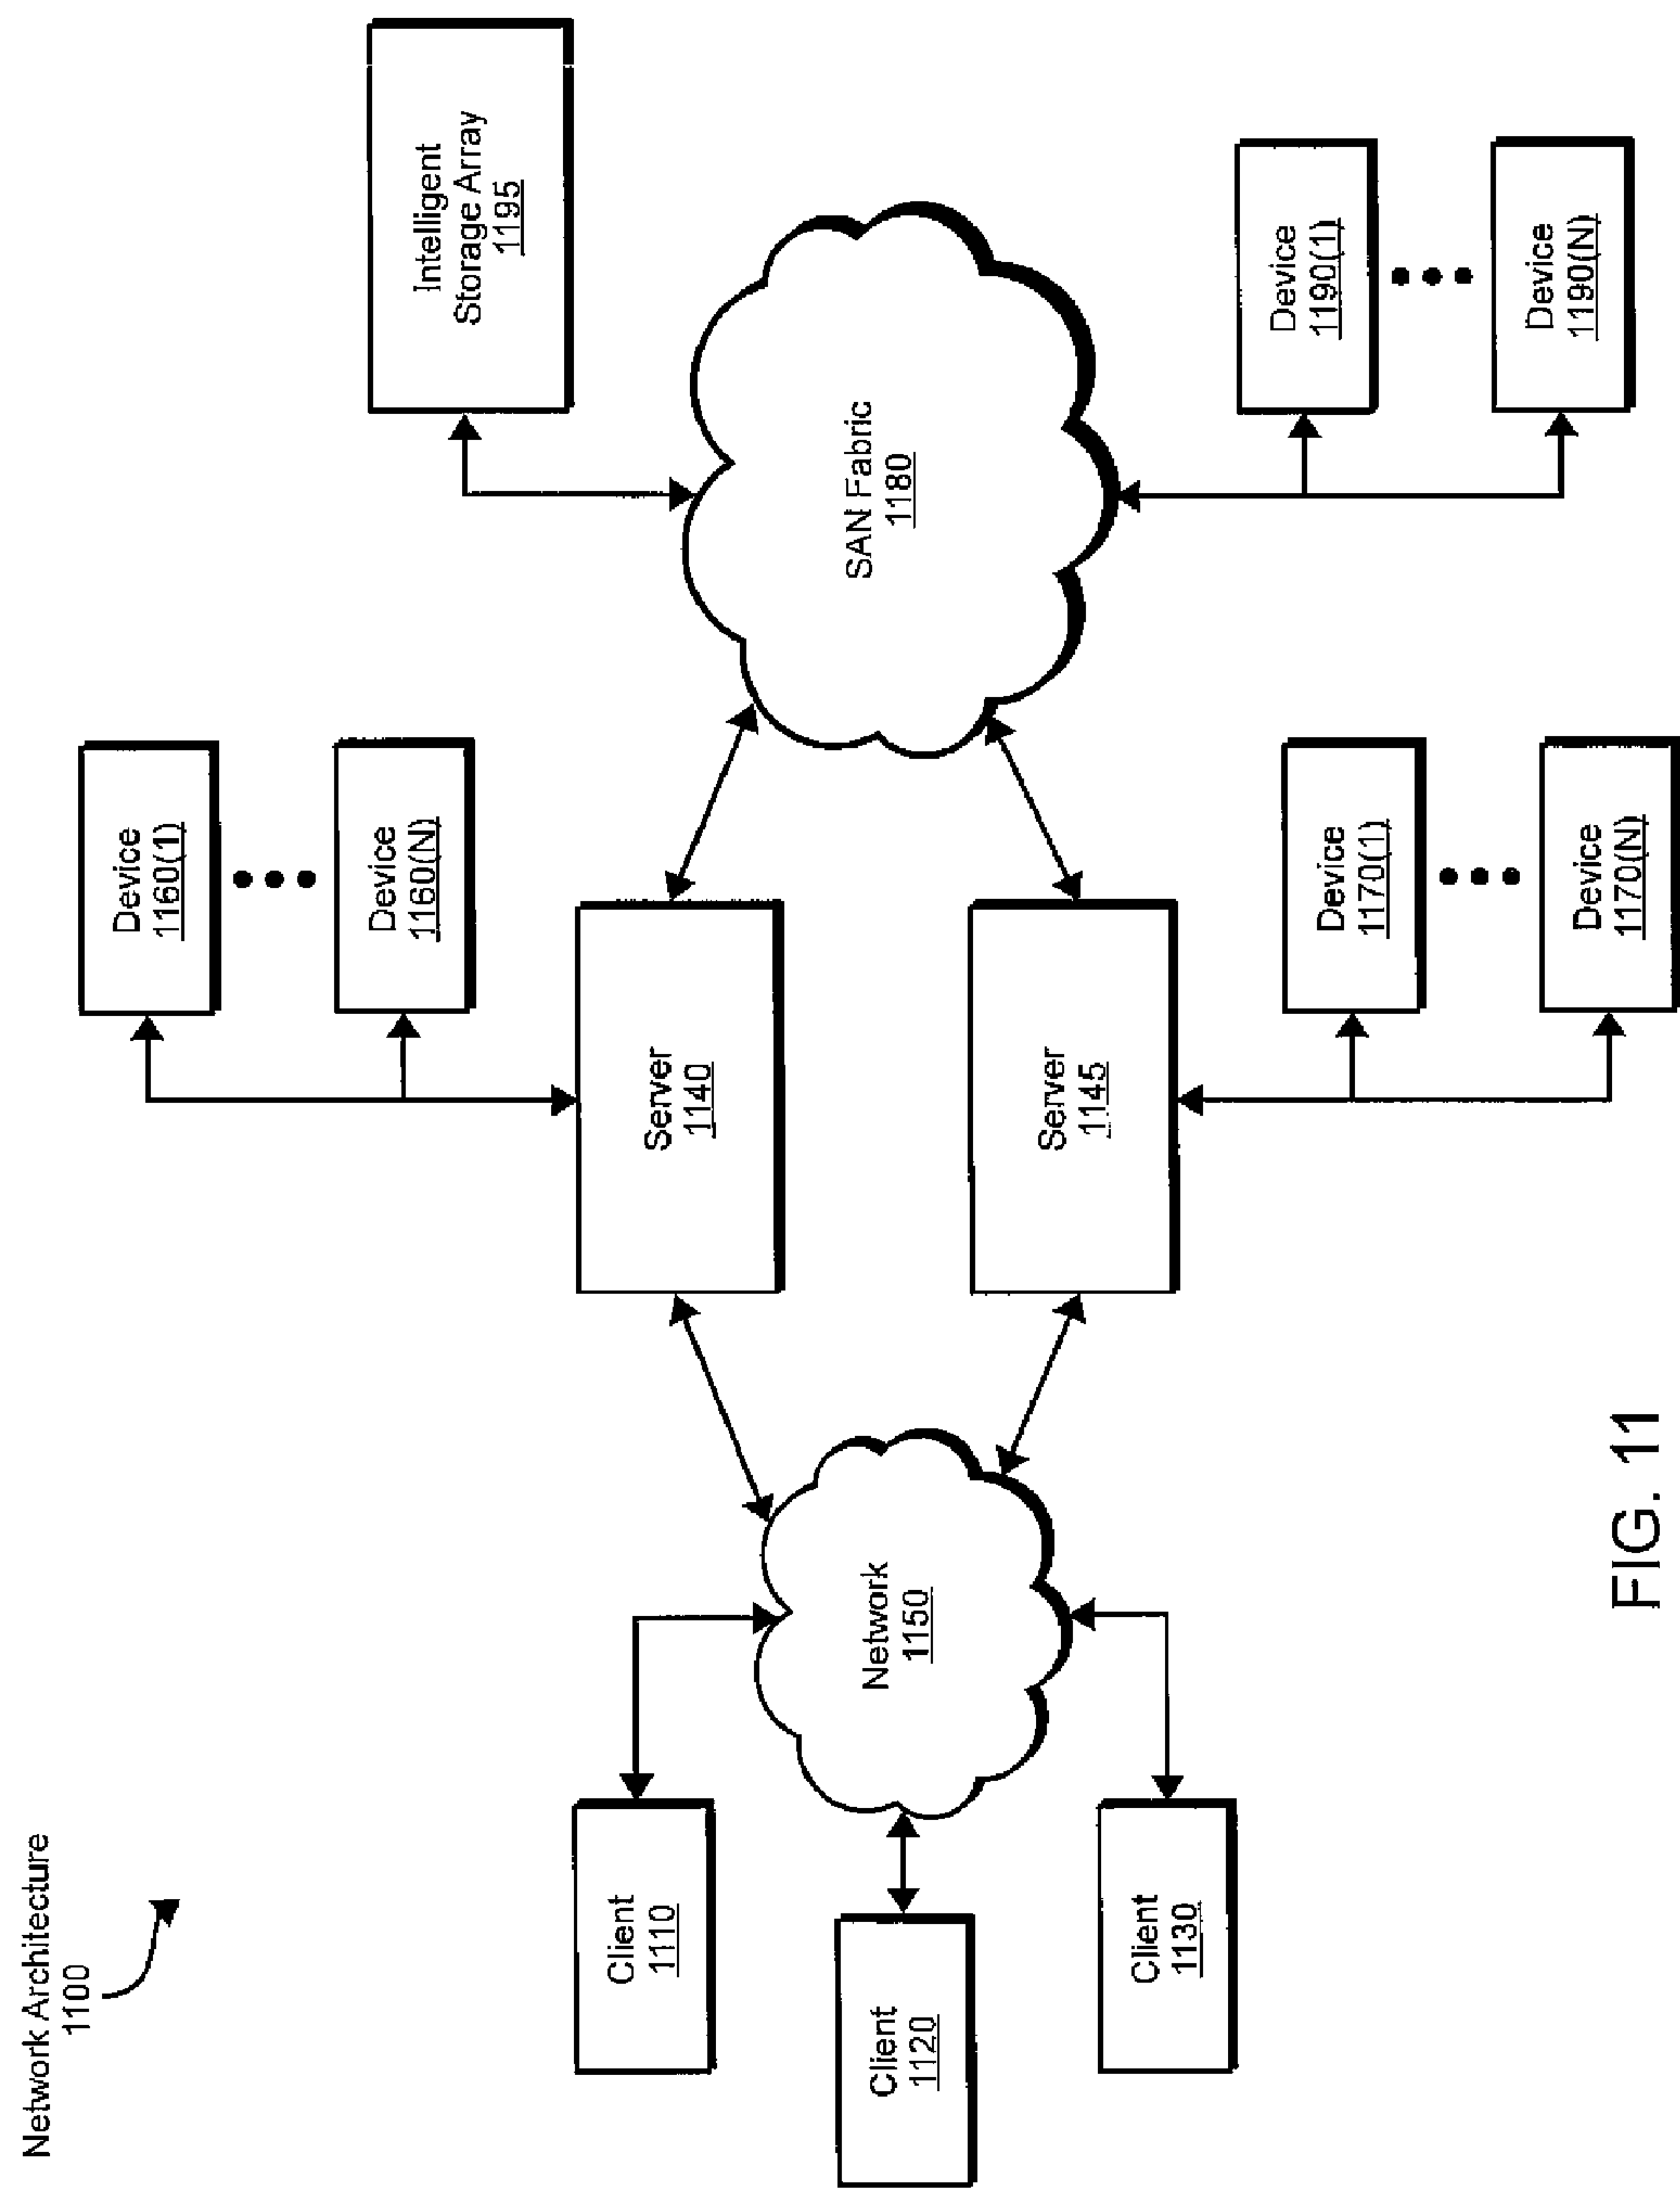 Network Architecture
1100
Device
1160(1)
Device
1160(N)
Intelligent
Storage Array
1195
Client
1110
Server
1140
Client
1120
Network
1150
SAN Fabric
1180
Client
1130
Server
1145
Device
1170(1)
Device
1170(N)
Device
1190(1)
Device
1190(N)
FIG. 11